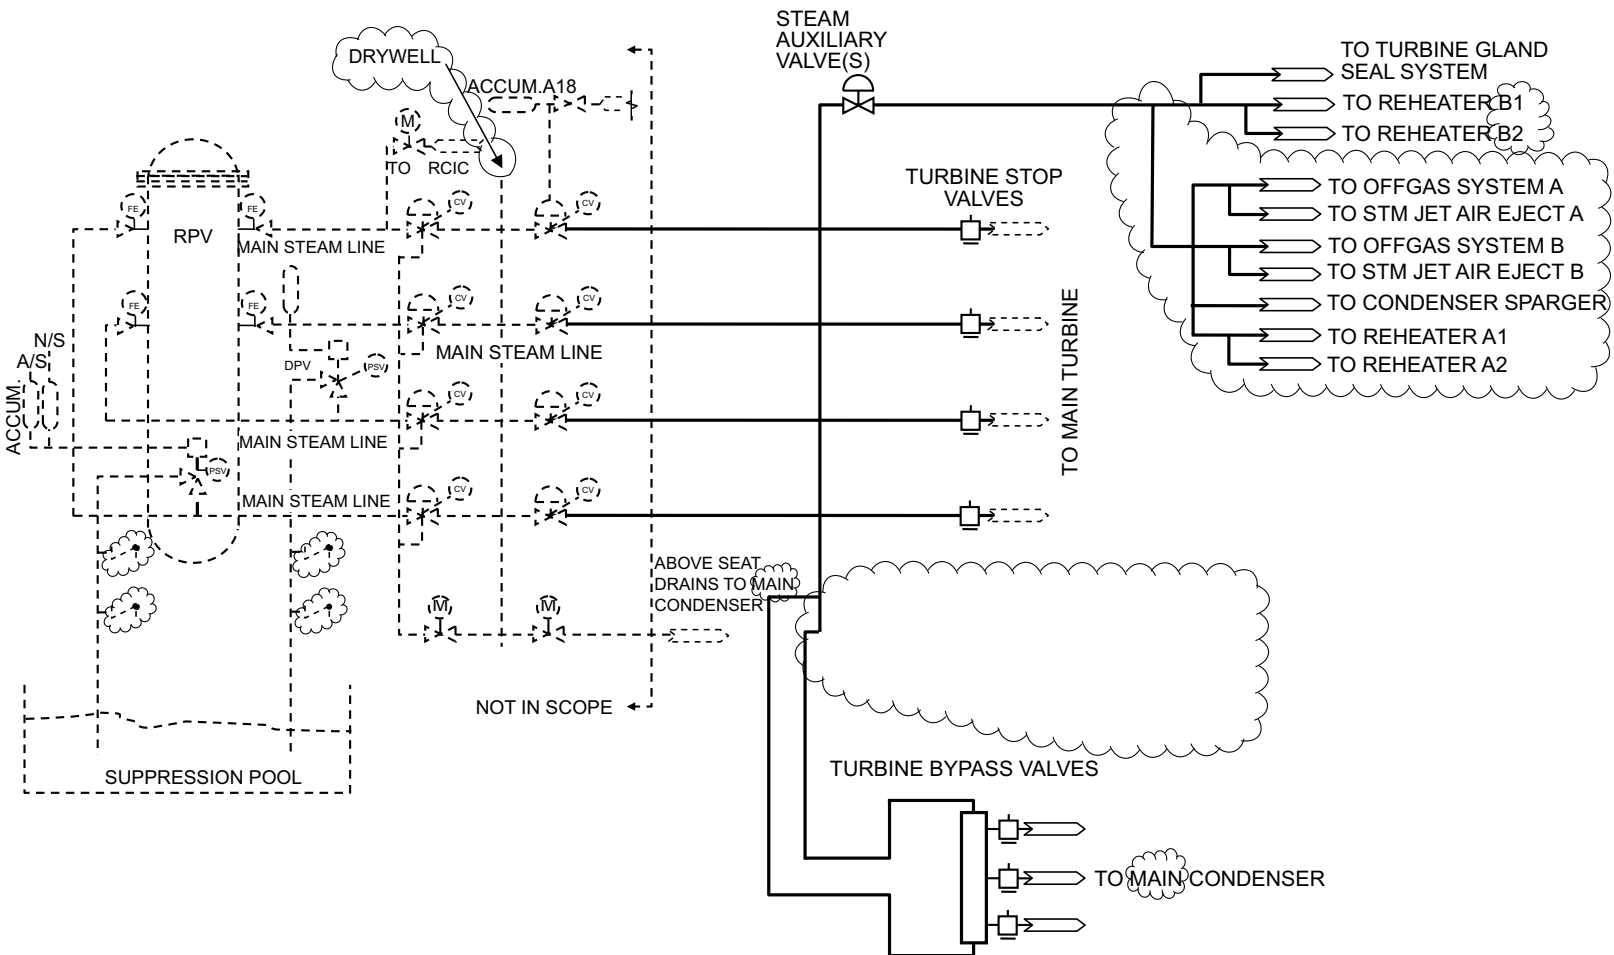 STEAM
AUXILIARY
VALVE(S)
DRYWELL
ACCUM.A18
M
TO RCIC
TO TURBINE GLAND
SEAL SYSTEM
TO REHEATER B1
TO REHEATER B2
TO OFFGAS SYSTEM A
TO STM JET AIR EJECT A
TO OFFGAS SYSTEM B
TO STM JET AIR EJECT B
TO CONDENSER SPARGER
TO REHEATER A1
TO REHEATER A2
TURBINE STOP
VALVES
FE
FE
CV
CV
RPV
MAIN STEAM LINE
FE
FE
CV
CV
MAIN STEAM LINE
N/S
A/S
ACCUM.
DPV
PSV
CV
CV
MAIN STEAM LINE
PSV
CV
CV
MAIN STEAM LINE
TO MAIN TURBINE
ABOVE SEAT
DRAINS TO MAIN
CONDENSER
M
M
NOT IN SCOPE
SUPPRESSION POOL
TURBINE BYPASS VALVES
TO MAIN CONDENSER